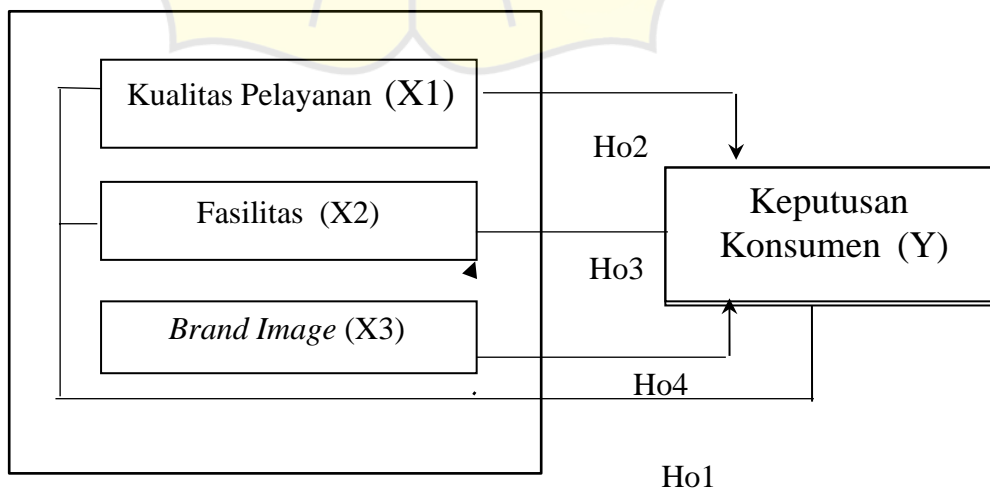 Kualitas Pelayanan (X1)
Ho2
Fasilitas (X2)
Keputusan
Konsumen (Y)
Ho3
Brand Image (X3)
Ho4
Ho1